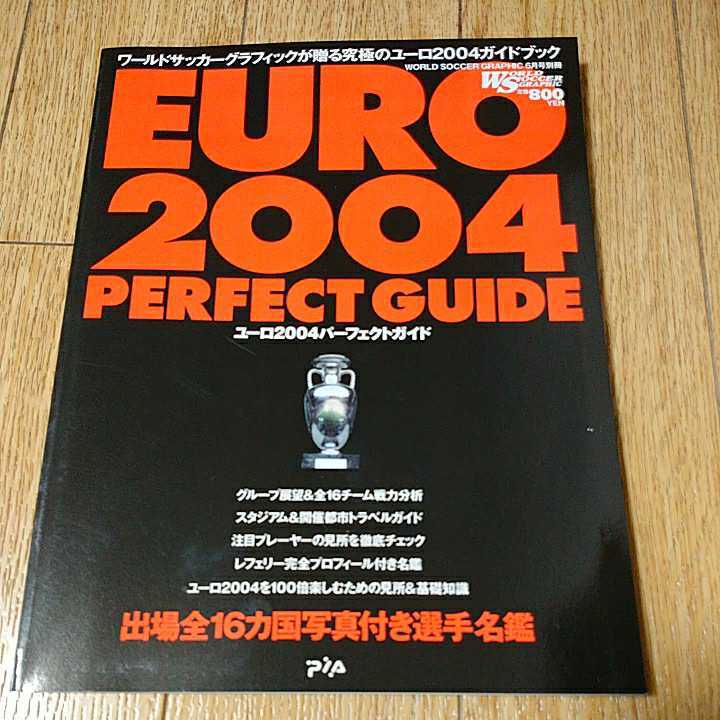 ワールドサッカーグラフィックが贈る究極のユーロ2004ガイドブック
WORLD SOCCER GRAPHIC 6月号別冊
WORLD
SOCCER
GRAPHIC
定価800
YEN
EURO
2004
PERFECT GUIDE
ユーロ2004パーフェクトガイド
グループ展望&全16チーム戦力分析
スタジアム&開催都市トラベルガイド
注目プレーヤーの見所を徹底チェック
レフェリー完全プロフィール付き名鑑
ユーロ2004を100倍楽しむための見所&基礎知識
出場全16カ国写真付き選手名鑑
PIA